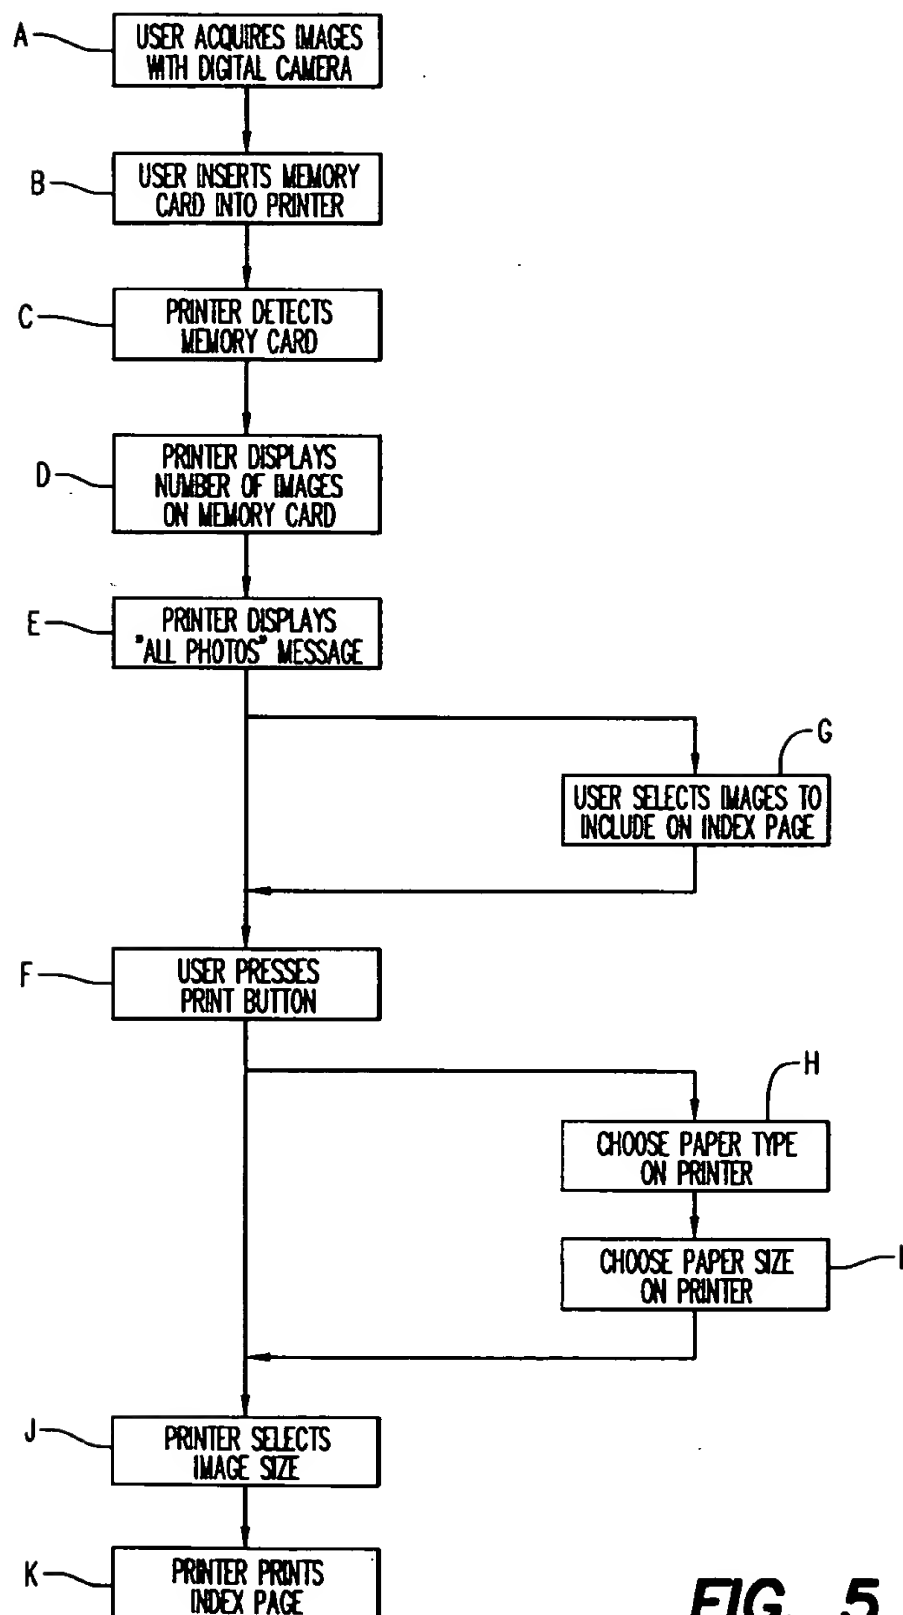 A
USER ACQUIRES IMAGES
WITH DIGITAL CAMERA
B
USER INSERTS MEMORY
CARD INTO PRINTER
C
PRINTER DETECTS
MEMORY CARD
D
PRINTER DISPLAYS
NUMBER OF IMAGES
ON MEMORY CARD
E
PRINTER DISPLAYS
"ALL PHOTOS" MESSAGE
G
USER SELECTS IMAGES TO
INCLUDE ON INDEX PAGE
F
USER PRESSES
PRINT BUTTON
H
CHOOSE PAPER TYPE
ON PRINTER
I
CHOOSE PAPER SIZE
ON PRINTER
J
PRINTER SELECTS
IMAGE SIZE
K
PRINTER PRINTS
INDEX PAGE
FIG. 5